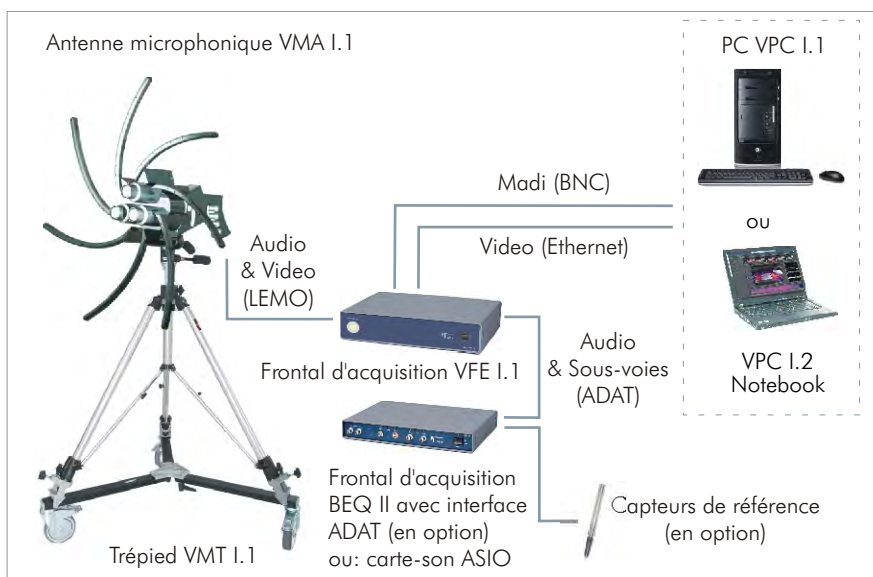 Antenne microphonique VMA I.1
PC VPC I.1
Madi (BNC)
ou
Video (Ethernet)
Audio
& Video
(LEMO)
Audio
& Sous-voies
(ADAT)
VPC I.2
Notebook
Frontal d'acquisition VFE I.1
Frontal d'acquisition
BEQ II avec interface
ADAT (en option)
ou: carte-son ASIO
Capteurs de référence
(en option)
Trépied VMT I.1